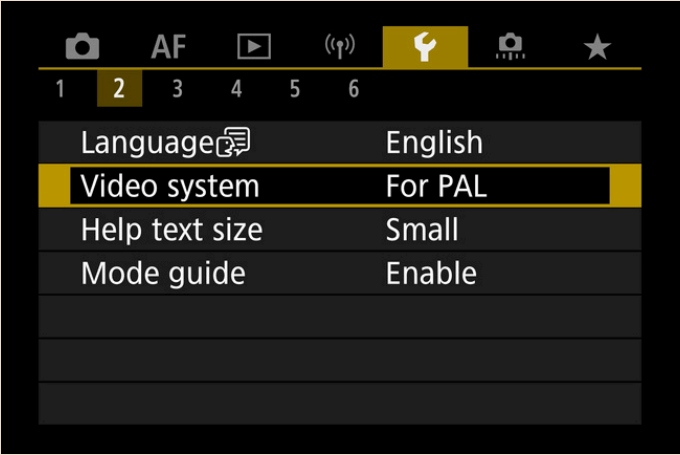 AF
1 2 3 4 5 6
Language English
Video system For PAL
Help text size Small
Mode guide Enable